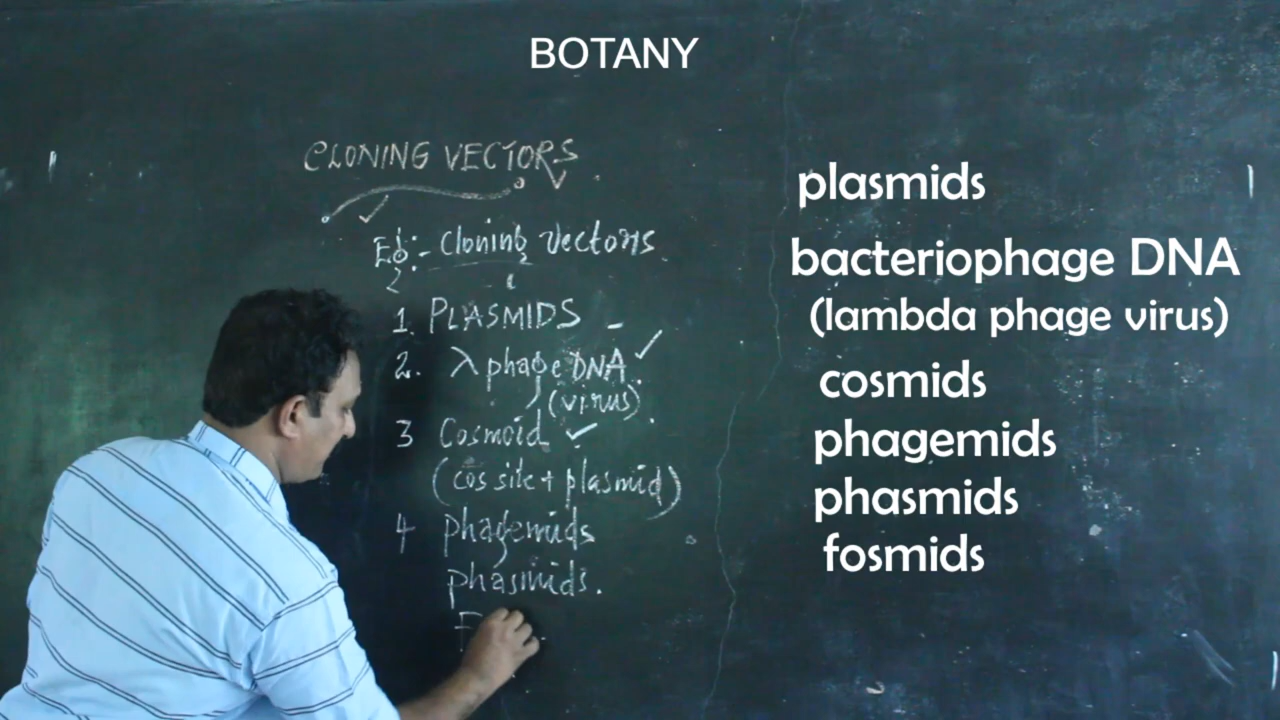 BOTANY
CLONING VECTORS
Eg:- Cloning Vectors
1. PLASMIDS -
2. λ phage DNA
(virus)
3 Cosmoid
(cos site + plasmid)
4 phagemids
phasmids.
F
plasmids
bacteriophage DNA
(lambda phage virus)
cosmids
phagemids
phasmids
fosmids